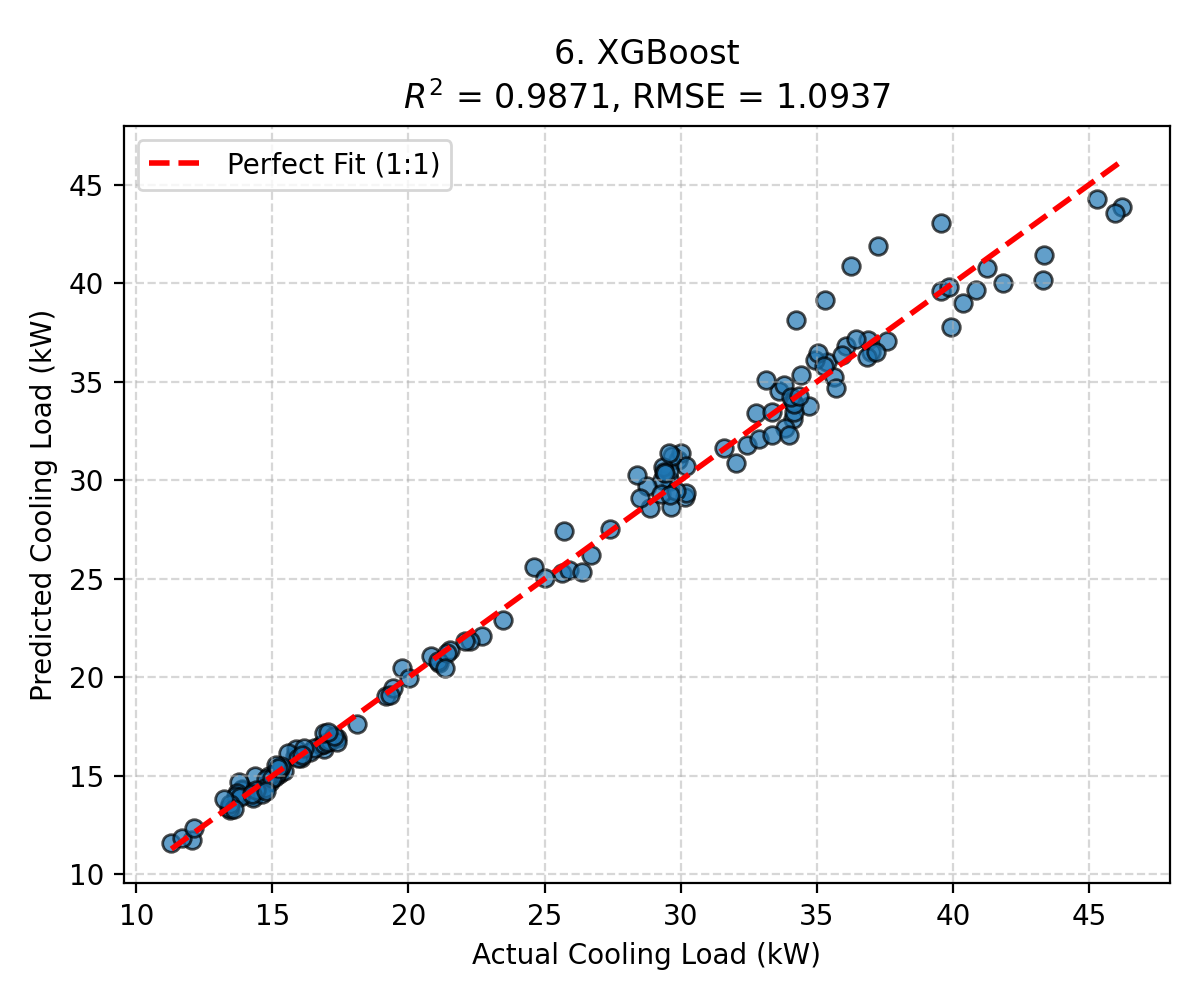 6. XGBoost
R² = 0.9871, RMSE = 1.0937
Perfect Fit (1:1)
Predicted Cooling Load (kW)
45
40
35
30
25
20
15
10
10 15 20 25 30 35 40 45
Actual Cooling Load (kW)